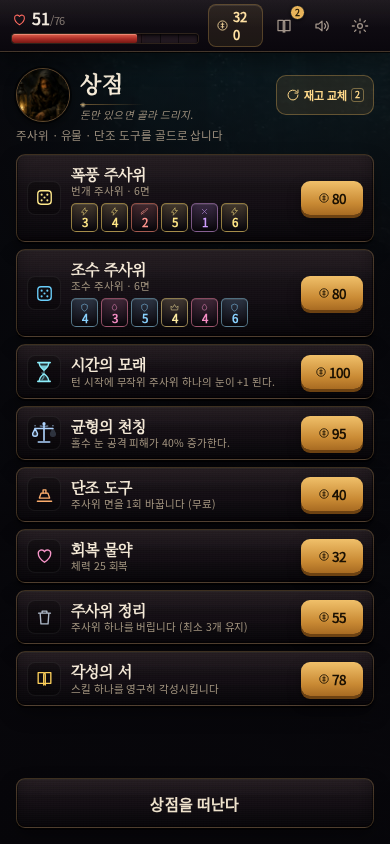 51/76
32
0
2
상점
돈만 있으면 골라 드리지.
재고 교체 2
주사위 · 유물 · 단조 도구를 골드로 삽니다
폭풍 주사위
번개 주사위 · 6면
3 4 2 5 1 6
80
조수 주사위
조수 주사위 · 6면
4 3 5 4 4 6
80
시간의 모래
턴 시작에 무작위 주사위 하나의 눈이 +1 된다.
100
균형의 천칭
홀수 눈 공격 피해가 40% 증가한다.
95
단조 도구
주사위 면을 1회 바꿉니다 (무료)
40
회복 물약
체력 25 회복
32
주사위 정리
주사위 하나를 버립니다 (최소 3개 유지)
55
각성의 서
스킬 하나를 영구히 각성시킵니다
78
상점을 떠난다